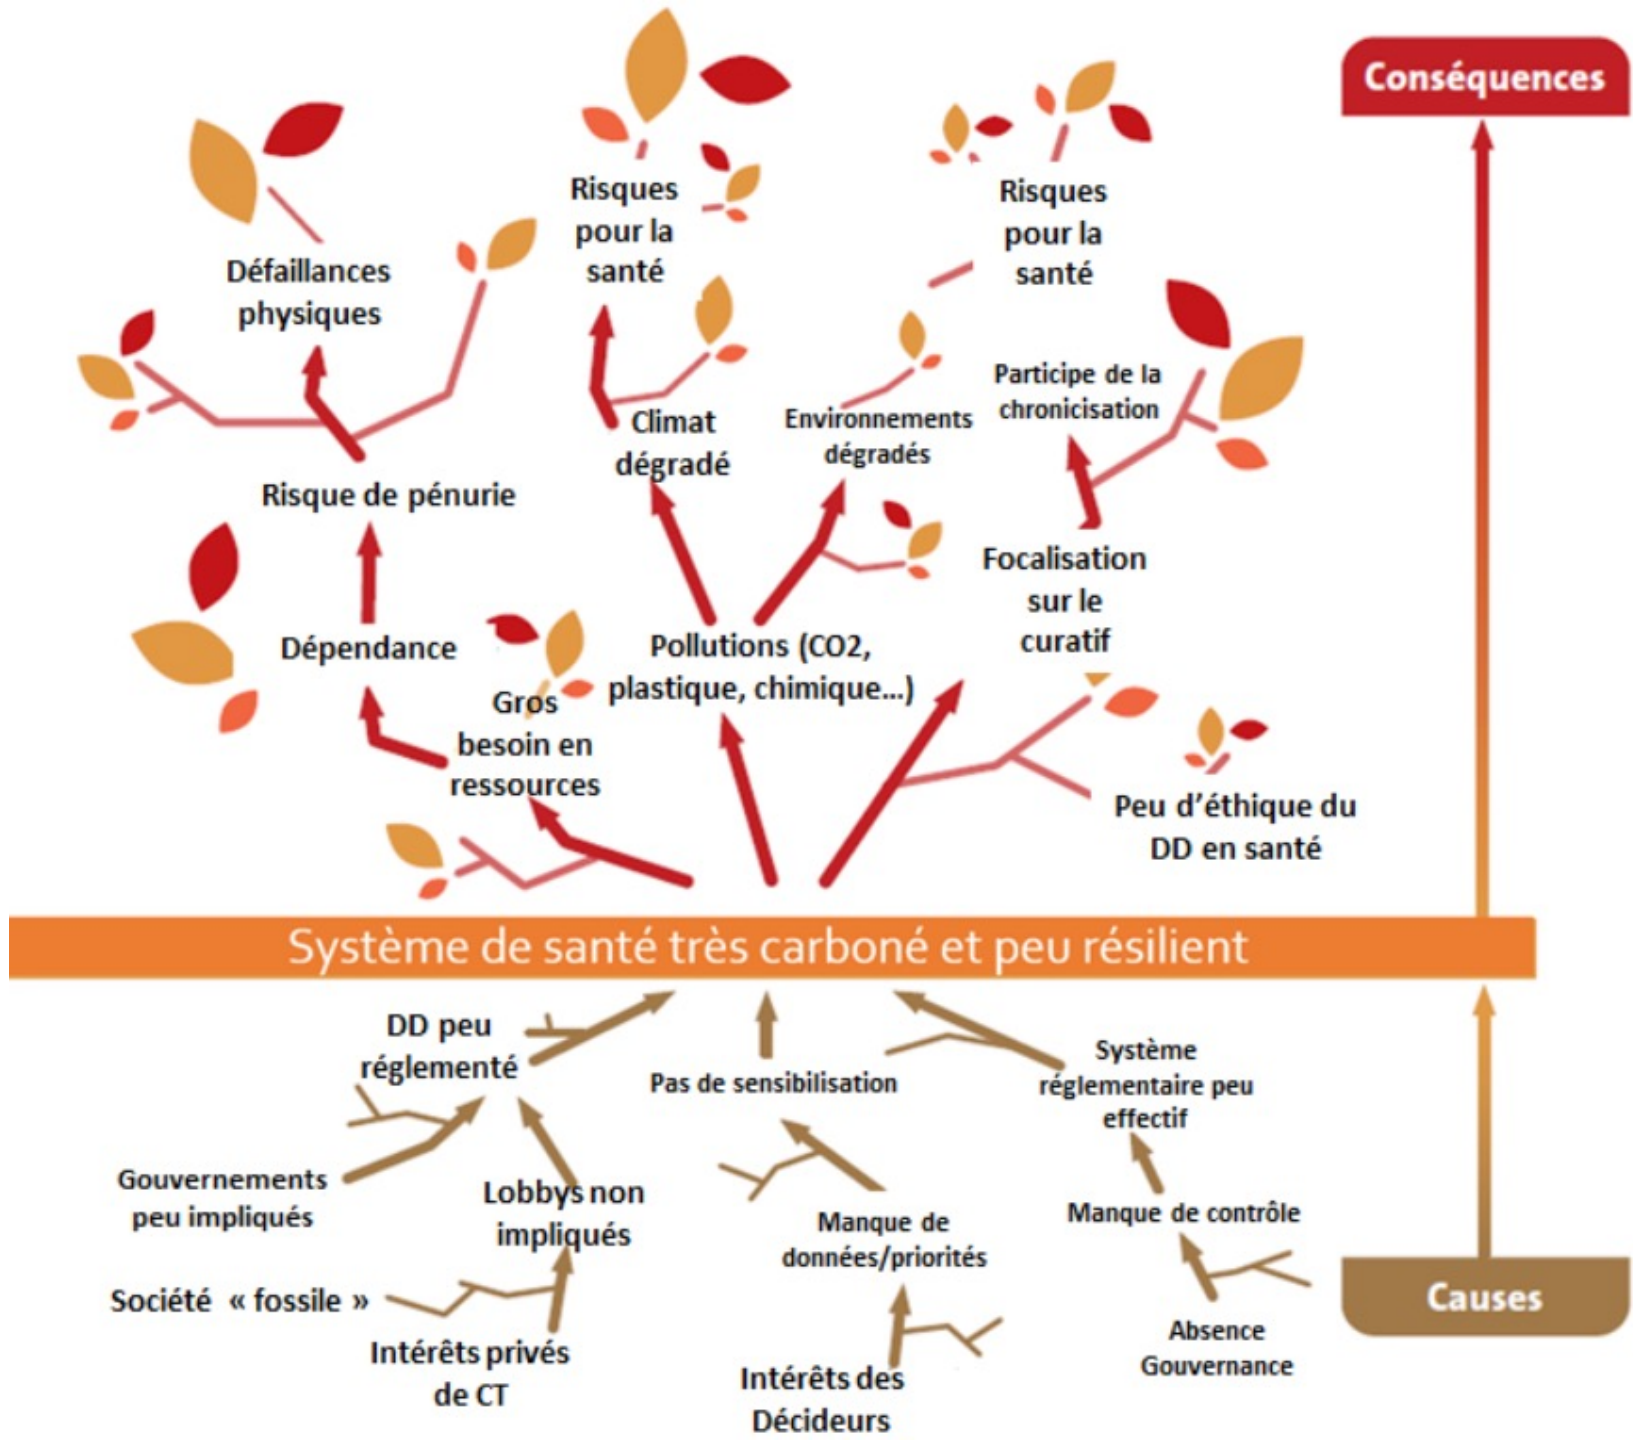 Conséquences
Risques
pour la
santé
Risques
pour la
santé
Défaillances
physiques
Participe de la
chronicisation
Climat
dégradé
Environnements
dégradés
Risque de pénurie
Focalisation
sur le
curatif
Dépendance
Pollutions (CO2,
plastique, chimique...)
Gros
besoin en
ressources
Peu d'éthique du
DD en santé
Système de santé très carboné et peu résilient
DD peu
réglementé
Pas de sensibilisation
Système
réglementaire peu
effectif
Gouvernements
peu impliqués
Lobbys non
impliqués
Manque de
données/priorités
Manque de contrôle
Société « fossile »
Causes
Intérêts privés
de CT
Intérêts des
Décideurs
Absence
Gouvernance